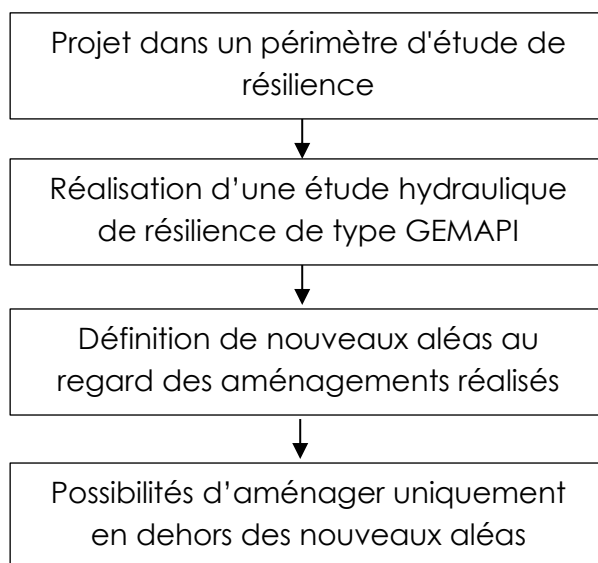 Projet dans un périmètre d'étude de
résilience
Réalisation d’une étude hydraulique
de résilience de type GEMAPI
Définition de nouveaux aléas au
regard des aménagements réalisés
Possibilités d’aménager uniquement
en dehors des nouveaux aléas